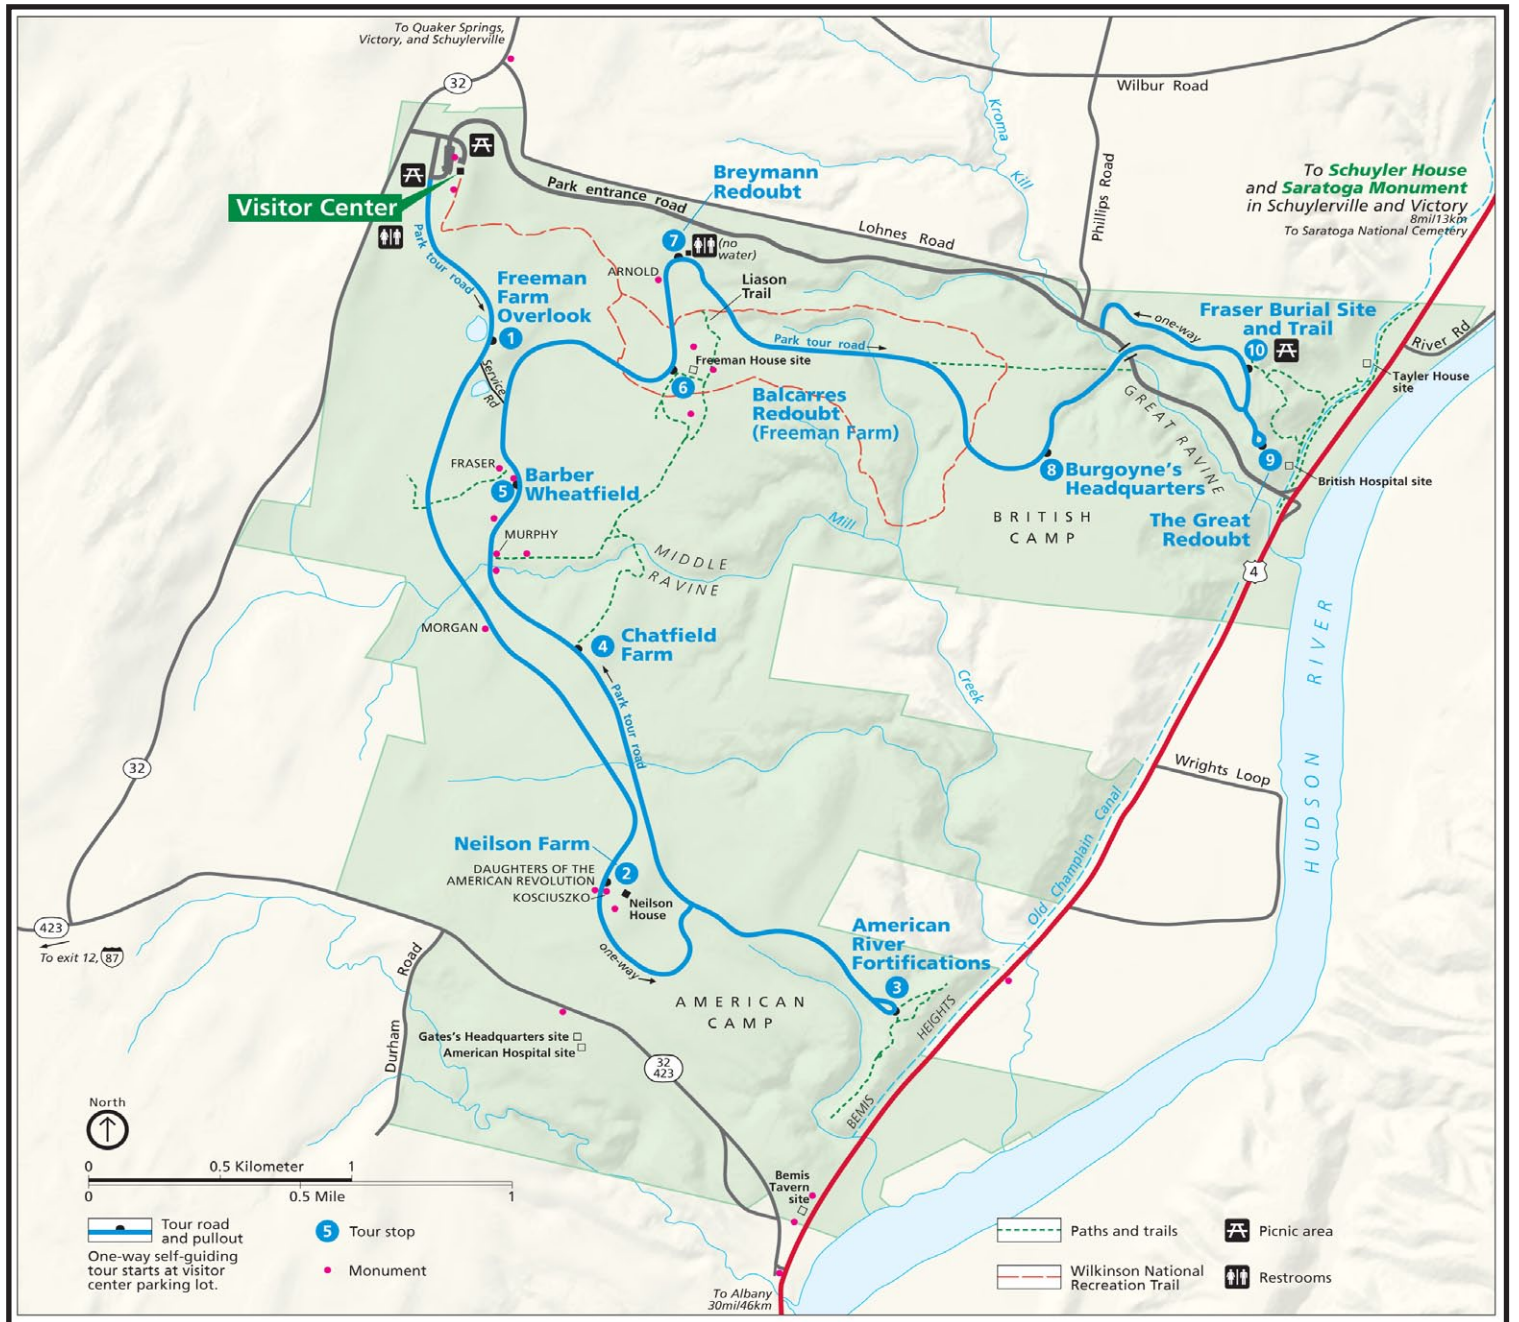 To Quaker Springs,
Victory, and Schuylerville
32
Wilbur Road
Kroma
Kill
Phillips Road
To Schuyler House
and Saratoga Monument
in Schuylerville and Victory
8mi/13km
To Saratoga National Cemetery
Visitor Center
Park entrance road
Lohnes Road
Breymann
Redoubt
7
(no
water)
ARNOLD
Liason
Trail
Park tour road
Freeman
Farm
Overlook
1
Service
Rd
Freeman House site
6
Park tour road
Balcarres
Redoubt
(Freeman Farm)
one-way
Fraser Burial Site
and Trail
10
River Rd
Tayler House
site
GREAT RAVINE
9
British Hospital site
8
Burgoyne's
Headquarters
The Great
Redoubt
BRITISH
CAMP
FRASER
5
Barber
Wheatfield
MURPHY
Mill
MIDDLE
RAVINE
4
MORGAN
4
Chatfield
Farm
Park tour road
Creek
HUDSON RIVER
32
Wrights Loop
Old Champlain Canal
Neilson Farm
2
DAUGHTERS OF THE
AMERICAN REVOLUTION
KOSCIUSZKO
Neilson
House
one-way
423
To exit 12, 87
Road
Durham
American
River
Fortifications
3
AMERICAN
CAMP
BEMIS HEIGHTS
Gates's Headquarters site
American Hospital site
32
423
North
0 0.5 Kilometer 1
0 0.5 Mile 1
Bemis
Tavern
site
To Albany
30mi/46km
Tour road
and pullout
One-way self-guiding
tour starts at visitor
center parking lot.
5 Tour stop
Monument
Paths and trails
Wilkinson National
Recreation Trail
Picnic area
Restrooms